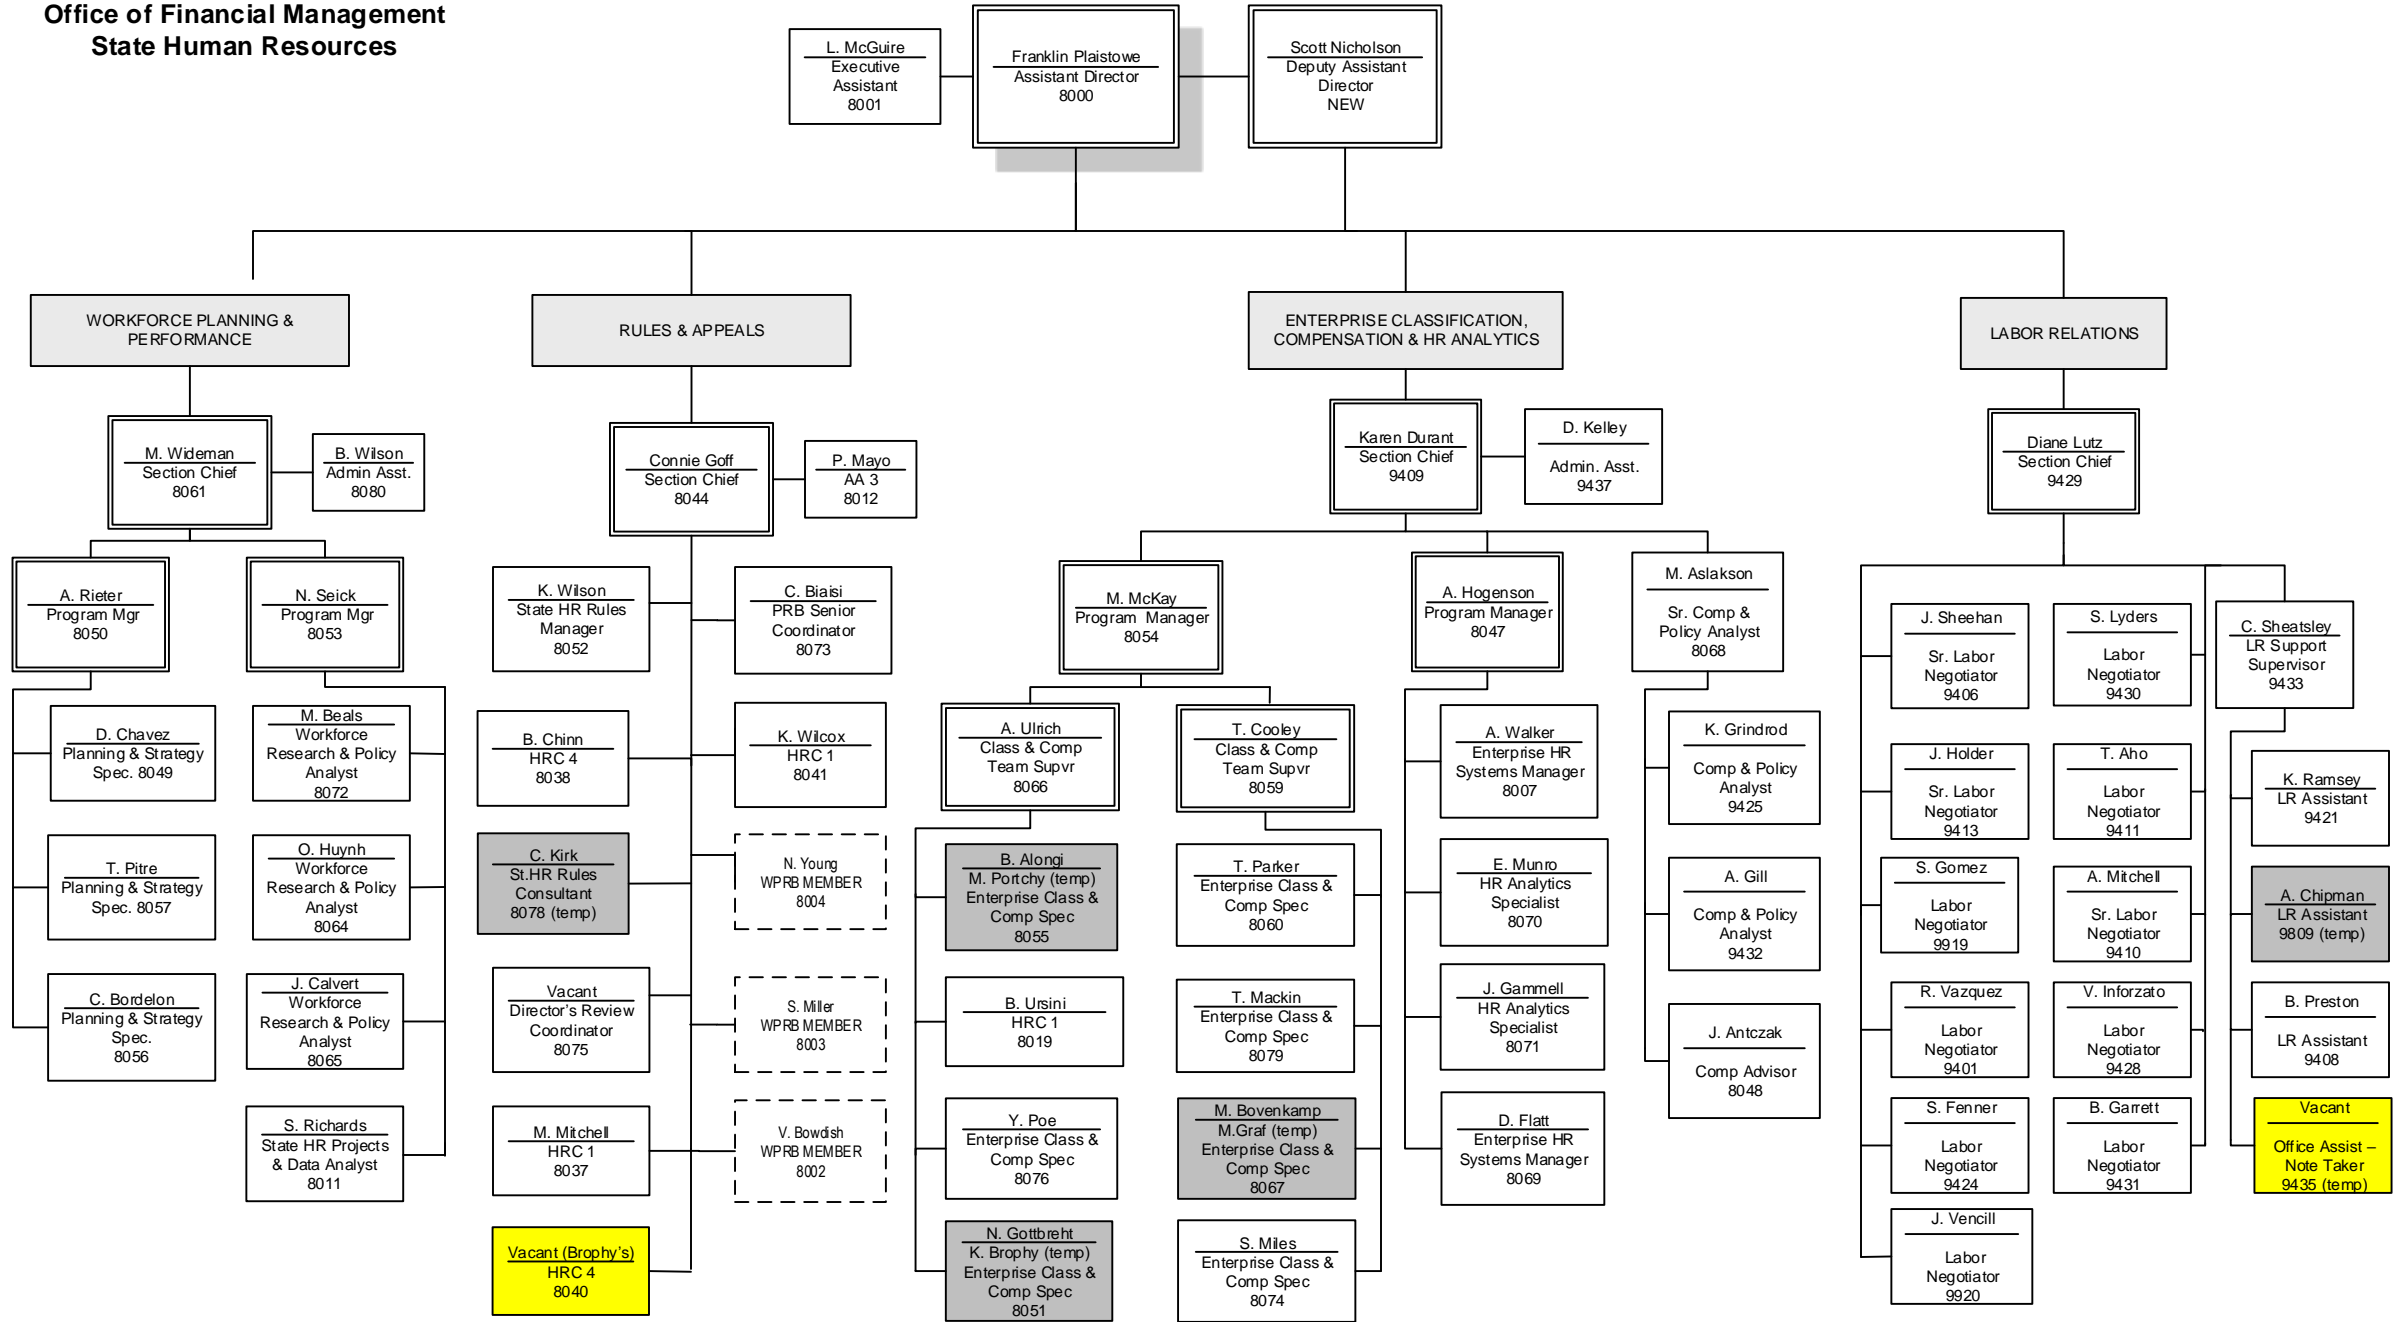 Office of Financial Management
State Human Resources
L. McGuire
Executive
Assistant
8001
Franklin Plaistowe
Assistant Director
8000
Scott Nicholson
Deputy Assistant
Director
NEW
WORKFORCE PLANNING &
PERFORMANCE
RULES & APPEALS
ENTERPRISE CLASSIFICATION,
COMPENSATION & HR ANALYTICS
LABOR RELATIONS
M. Wideman
Section Chief
8061
B. Wilson
Admin Asst.
8080
A. Rieter
Program Mgr
8050
N. Seick
Program Mgr
8053
D. Chavez
Planning & Strategy
Spec. 8049
T. Pitre
Planning & Strategy
Spec. 8057
C. Bordelon
Planning & Strategy
Spec.
8056
M. Beals
Workforce
Research & Policy
Analyst
8072
O. Huynh
Workforce
Research & Policy
Analyst
8064
J. Calvert
Workforce
Research & Policy
Analyst
8065
S. Richards
State HR Projects
& Data Analyst
8011
Connie Goff
Section Chief
8044
P. Mayo
AA 3
8012
K. Wilson
State HR Rules
Manager
8052
C. Biaisi
PRB Senior
Coordinator
8073
B. Chinn
HRC 4
8038
K. Wilcox
HRC 1
8041
C. Kirk
St.HR Rules
Consultant
8078 (temp)
N. Young
WPRB MEMBER
8004
Vacant
Director’s Review
Coordinator
8075
S. Miller
WPRB MEMBER
8003
M. Mitchell
HRC 1
8037
V. Bowdish
WPRB MEMBER
8002
Vacant (Brophy’s)
HRC 4
8040
Karen Durant
Section Chief
9409
D. Kelley
Admin. Asst.
9437
M. McKay
Program Manager
8054
A. Hogenson
Program Manager
8047
M. Aslakson
Sr. Comp &
Policy Analyst
8068
A. Ulrich
Class & Comp
Team Supvr
8066
T. Cooley
Class & Comp
Team Supvr
8059
B. Alongi
M. Portchy (temp)
Enterprise Class &
Comp Spec
8055
B. Ursini
HRC 1
8019
Y. Poe
Enterprise Class &
Comp Spec
8076
N. Gottbreht
K. Brophy (temp)
Enterprise Class &
Comp Spec
8051
T. Parker
Enterprise Class &
Comp Spec
8060
T. Mackin
Enterprise Class &
Comp Spec
8079
M. Bovenkamp
M.Graf (temp)
Enterprise Class &
Comp Spec
8067
S. Miles
Enterprise Class &
Comp Spec
8074
A. Walker
Enterprise HR
Systems Manager
8007
E. Munro
HR Analytics
Specialist
8070
J. Gammell
HR Analytics
Specialist
8071
D. Flatt
Enterprise HR
Systems Manager
8069
K. Grindrod
Comp & Policy
Analyst
9425
A. Gill
Comp & Policy
Analyst
9432
J. Antczak
Comp Advisor
8048
Diane Lutz
Section Chief
9429
J. Sheehan
Sr. Labor
Negotiator
9406
J. Holder
Sr. Labor
Negotiator
9413
S. Gomez
Labor
Negotiator
9919
R. Vazquez
Labor
Negotiator
9401
S. Fenner
Labor
Negotiator
9424
J. Vencill
Labor
Negotiator
9920
S. Lyders
Labor
Negotiator
9430
T. Aho
Labor
Negotiator
9411
A. Mitchell
Sr. Labor
Negotiator
9410
V. Inforzato
Labor
Negotiator
9428
B. Garrett
Labor
Negotiator
9431
C. Sheatsley
LR Support
Supervisor
9433
K. Ramsey
LR Assistant
9421
A. Chipman
LR Assistant
9809 (temp)
B. Preston
LR Assistant
9408
Vacant
Office Assist –
Note Taker
9435 (temp)